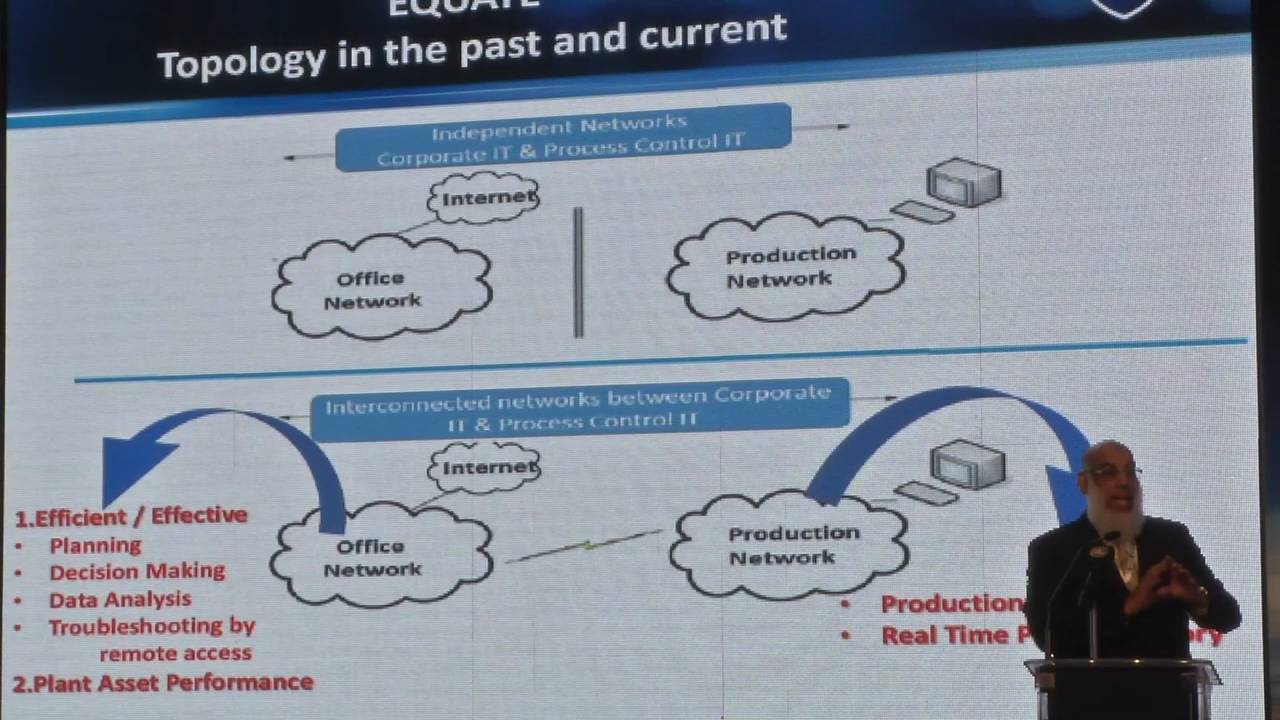 EQUATE
Topology in the past and current
Independent Networks
Corporate IT & Process Control IT
Internet
Office
Network
Production
Network
Interconnected networks between Corporate
IT & Process Control IT
Internet
Office
Network
Production
Network
1.Efficient / Effective
• Planning
• Decision Making
• Data Analysis
• Troubleshooting by
remote access
2.Plant Asset Performance
• Production
• Real Time